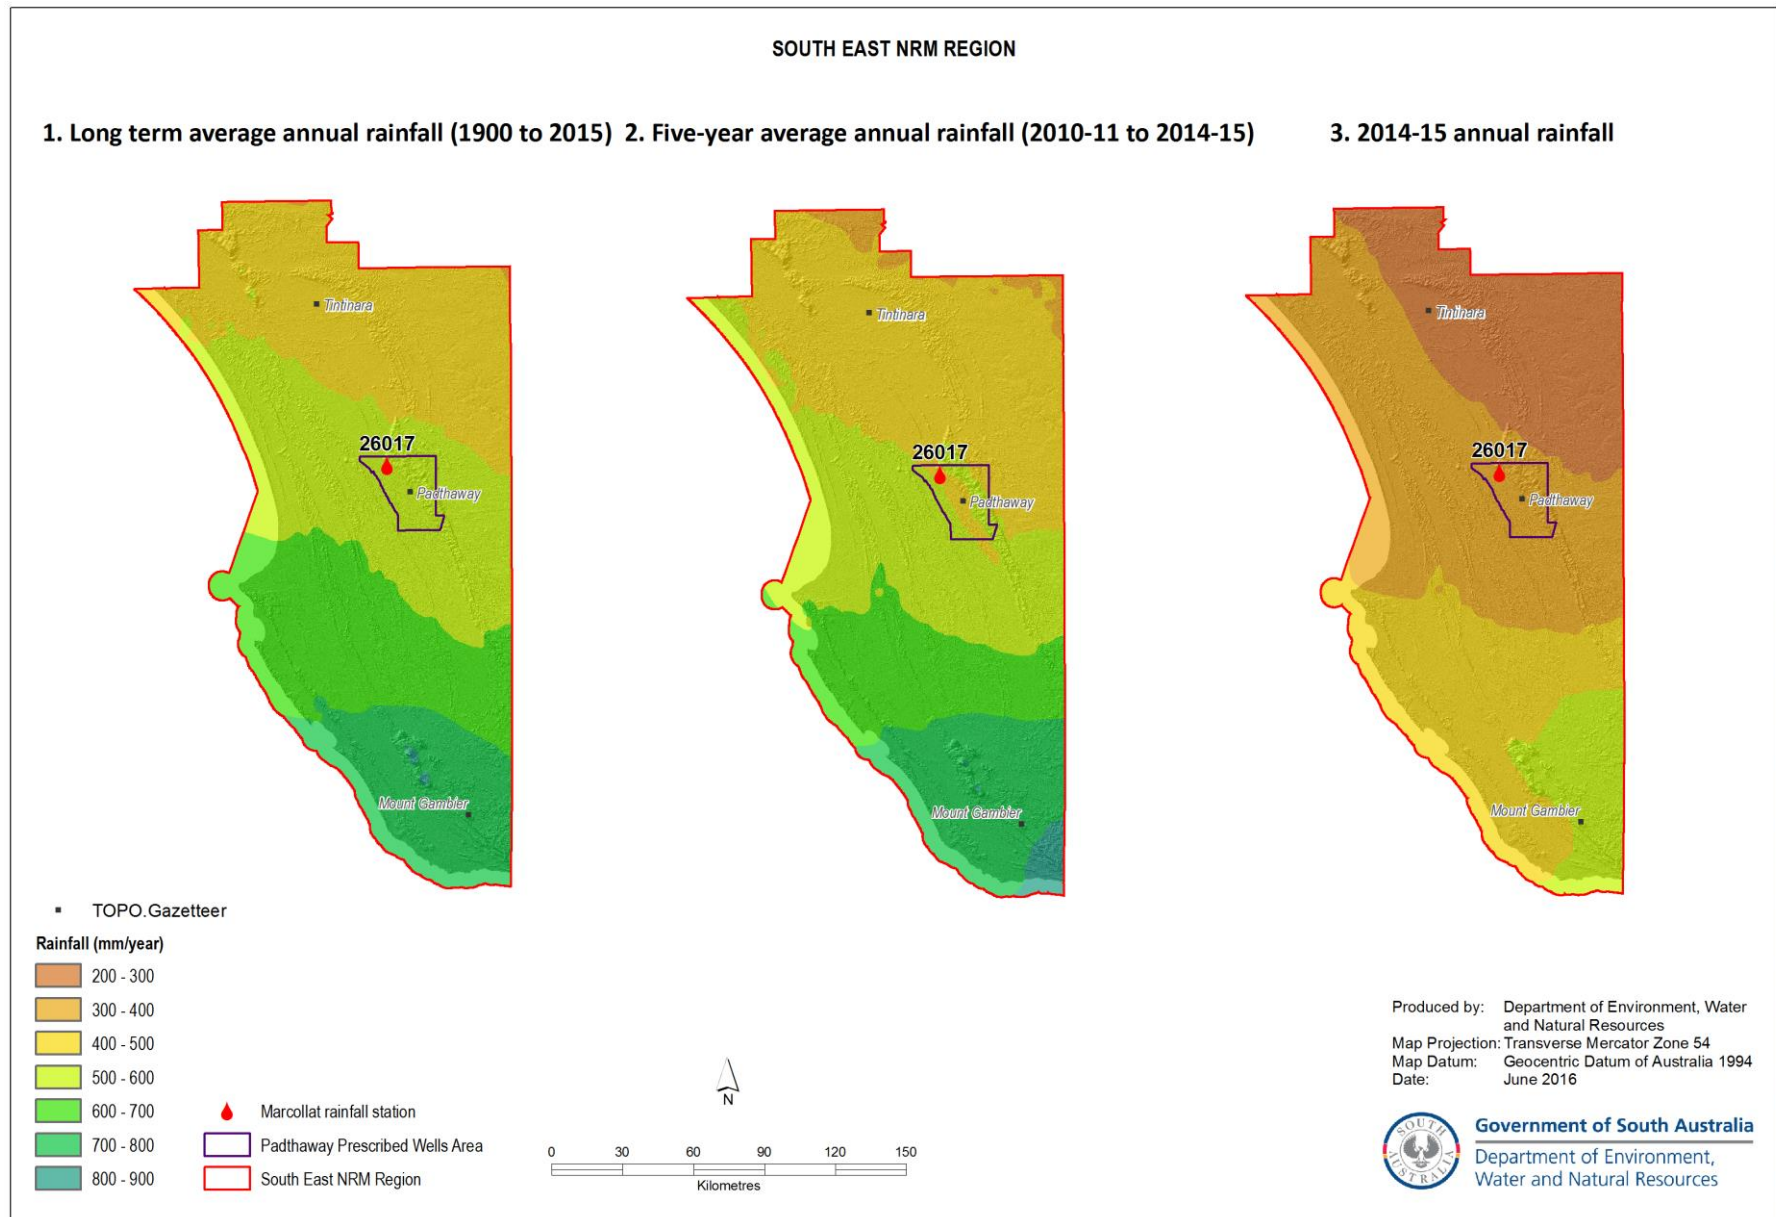 SOUTH EAST NRM REGION
1. Long term average annual rainfall (1900 to 2015)
2. Five-year average annual rainfall (2010-11 to 2014-15)
3. 2014-15 annual rainfall
Tintinara
26017
Padthaway
Mount Gambier
Tintinara
26017
Padthaway
Mount Gambier
Tintinara
26017
Padthaway
Mount Gambier
TOPO.Gazetteer
Rainfall (mm/year)
200 - 300
300 - 400
400 - 500
500 - 600
600 - 700
700 - 800
800 - 900
Marcollat rainfall station
Padthaway Prescribed Wells Area
South East NRM Region
N
0 30 60 90 120 150
Kilometres
Produced by: Department of Environment, Water
and Natural Resources
Map Projection: Transverse Mercator Zone 54
Map Datum: Geocentric Datum of Australia 1994
Date: June 2016
SOUTH AUSTRALIA
Government of South Australia
Department of Environment,
Water and Natural Resources